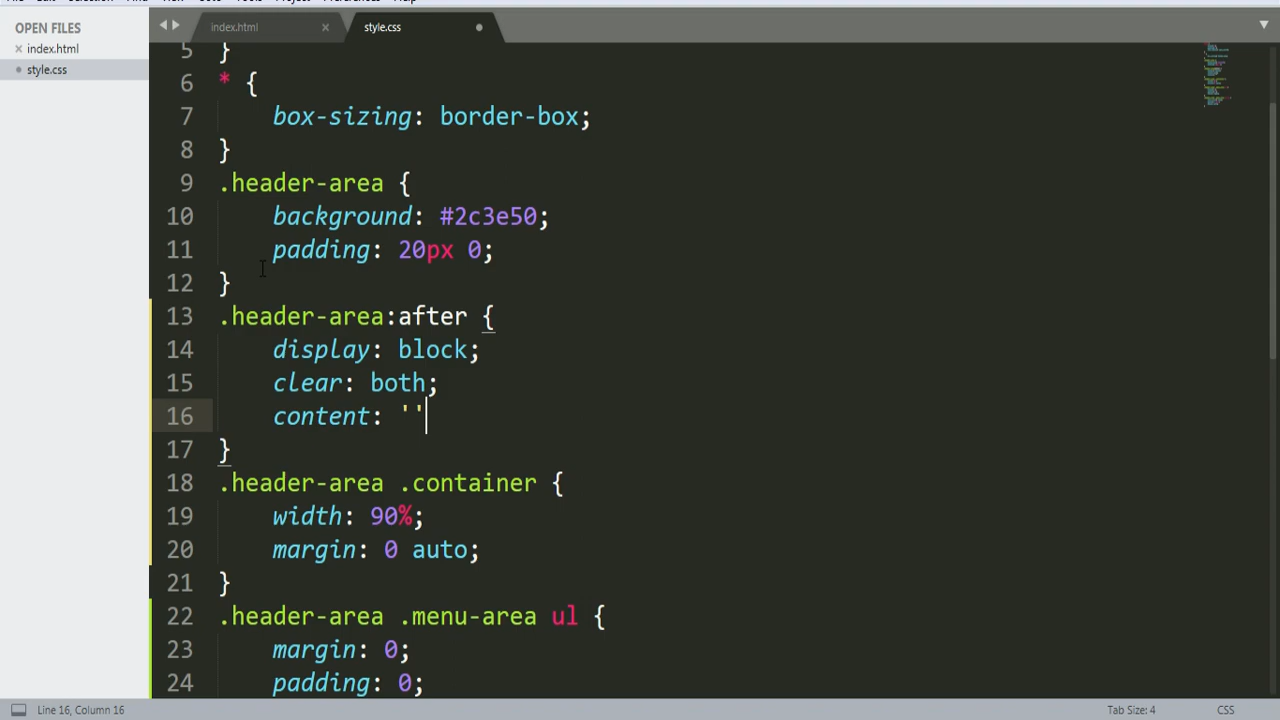 OPEN FILES
index.html
style.css
index.html
style.css
5 }
6 * {
7 box-sizing: border-box;
8 }
9 .header-area {
10 background: #2c3e50;
11 padding: 20px 0;
12 }
13 .header-area:after {
14 display: block;
15 clear: both;
16 content: ''
17 }
18 .header-area .container {
19 width: 90%;
20 margin: 0 auto;
21 }
22 .header-area .menu-area ul {
23 margin: 0;
24 padding: 0;
Line 16, Column 16
Tab Size: 4
CSS